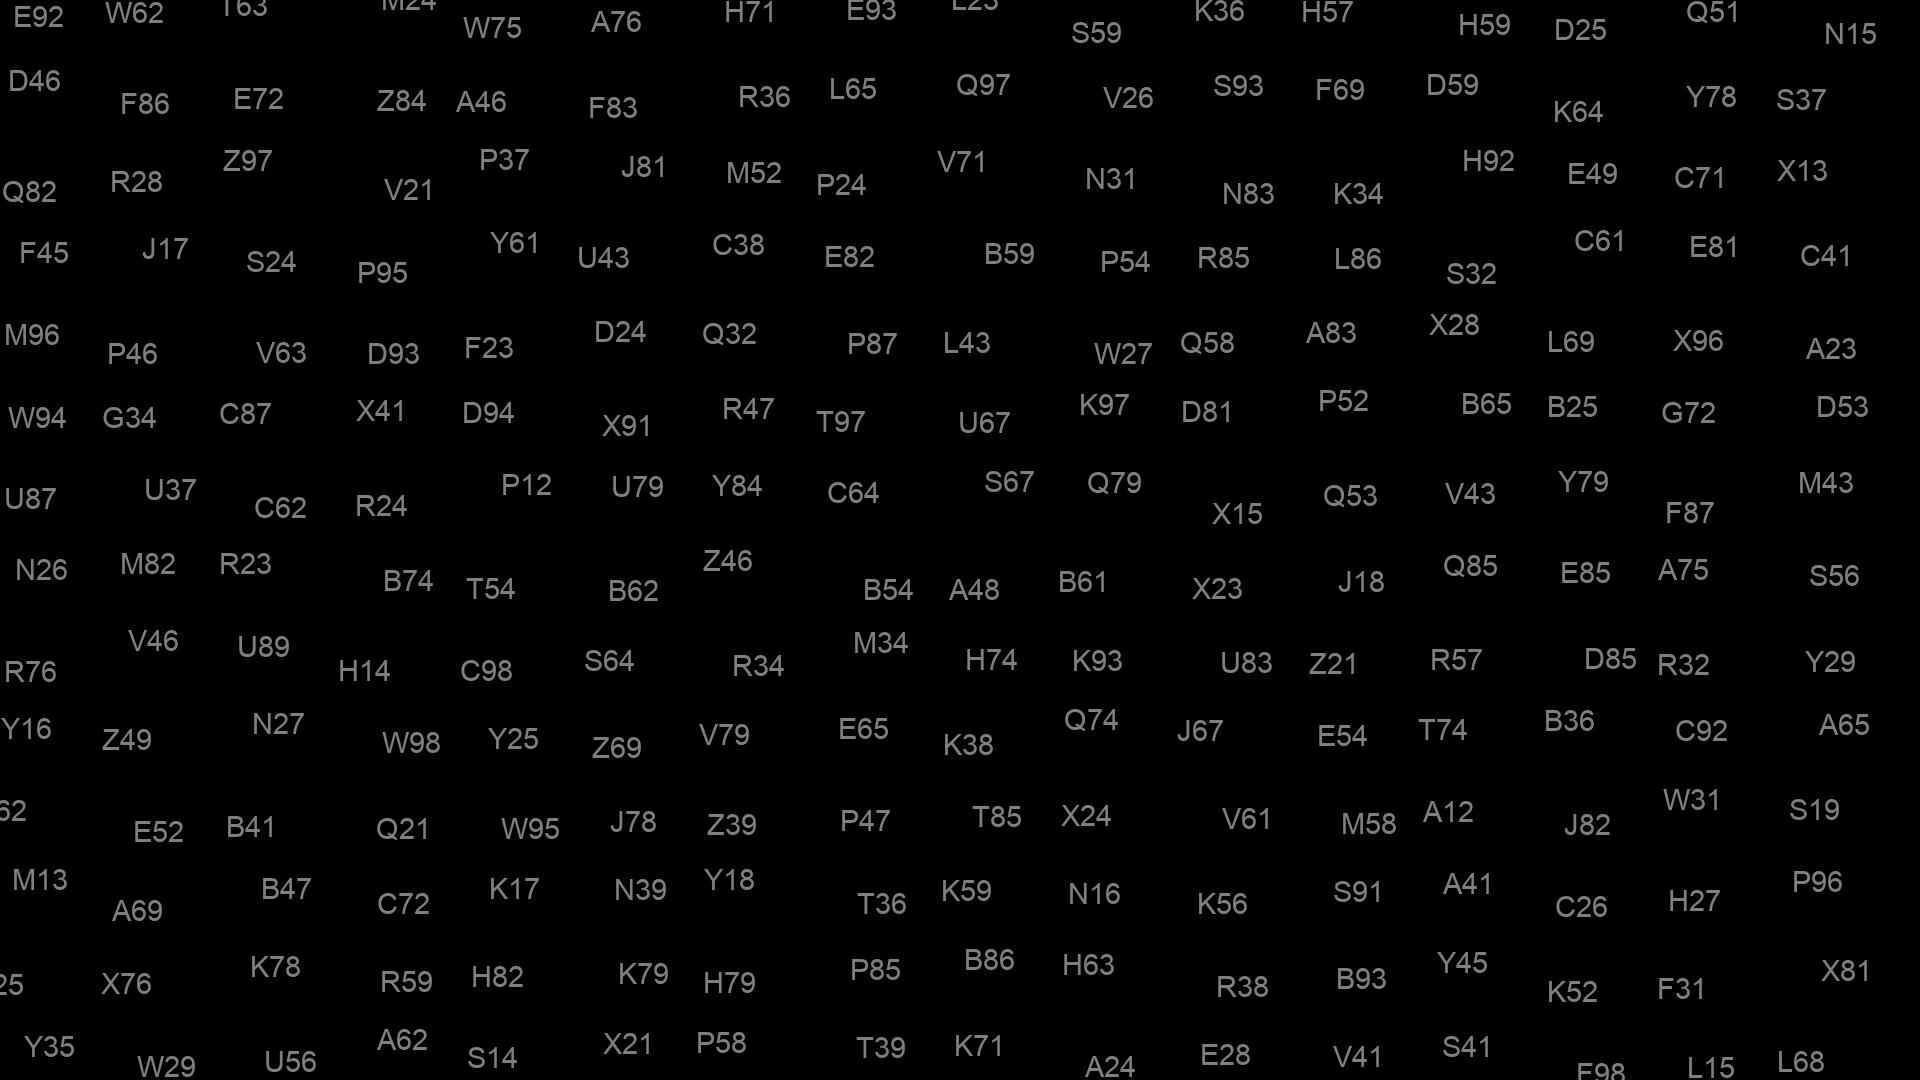 E92 W62 T63 M24 W75 A76 H71 E93 L23 S59 K36 H57 H59 D25 Q51 N15
D46 F86 E72 Z84 A46 F83 R36 L65 Q97 V26 S93 F69 D59 K64 Y78 S37
Q82 R28 Z97 V21 P37 J81 M52 P24 V71 N31 N83 K34 H92 E49 C71 X13
F45 J17 S24 P95 Y61 U43 C38 E82 B59 P54 R85 L86 S32 C61 E81 C41
M96 P46 V63 D93 F23 D24 Q32 P87 L43 W27 Q58 A83 X28 L69 X96 A23
W94 G34 C87 X41 D94 X91 R47 T97 U67 K97 D81 P52 B65 B25 G72 D53
U87 U37 C62 R24 P12 U79 Y84 C64 S67 Q79 X15 Q53 V43 Y79 F87 M43
N26 M82 R23 B74 T54 B62 Z46 B54 A48 B61 X23 J18 Q85 E85 A75 S56
R76 V46 U89 H14 C98 S64 R34 M34 H74 K93 U83 Z21 R57 D85 R32 Y29
Y16 Z49 N27 W98 Y25 Z69 V79 E65 K38 Q74 J67 E54 T74 B36 C92 A65
62 E52 B41 Q21 W95 J78 Z39 P47 T85 X24 V61 M58 A12 J82 W31 S19
M13 A69 B47 C72 K17 N39 Y18 T36 K59 N16 K56 S91 A41 C26 H27 P96
25 X76 K78 R59 H82 K79 H79 P85 B86 H63 R38 B93 Y45 K52 F31 X81
Y35 W29 U56 A62 S14 X21 P58 T39 K71 A24 E28 V41 S41 L15 L68